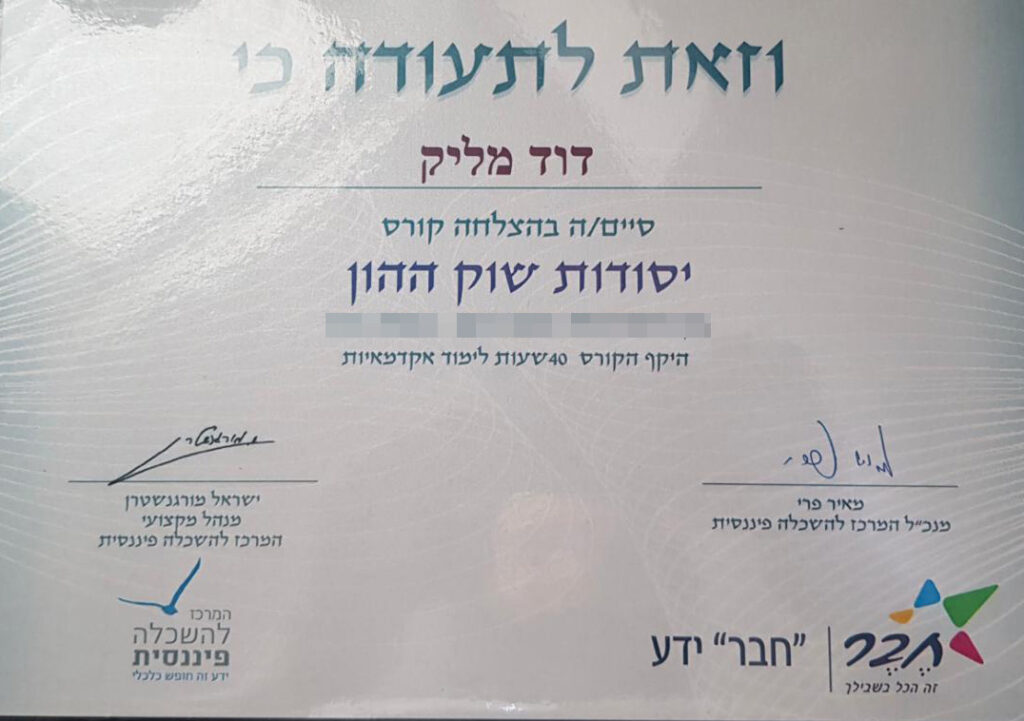 וזאת לתעודה כי
דוד מליק
סיים/ה בהצלחה קורס
יסודות שוק ההון
היקף הקורס 40שעות לימוד אקדמאיות
מאיר פרי
מנכ"ל המרכז להשכלה פיננסית
ישראל מורגנשטרן
מנהל מקצועי
המרכז להשכלה פיננסית
חבר
זה הכל בשבילך
"חבר" ידע
המרכז
להשכלה
פיננסית
ידע זה חופש כלכלי